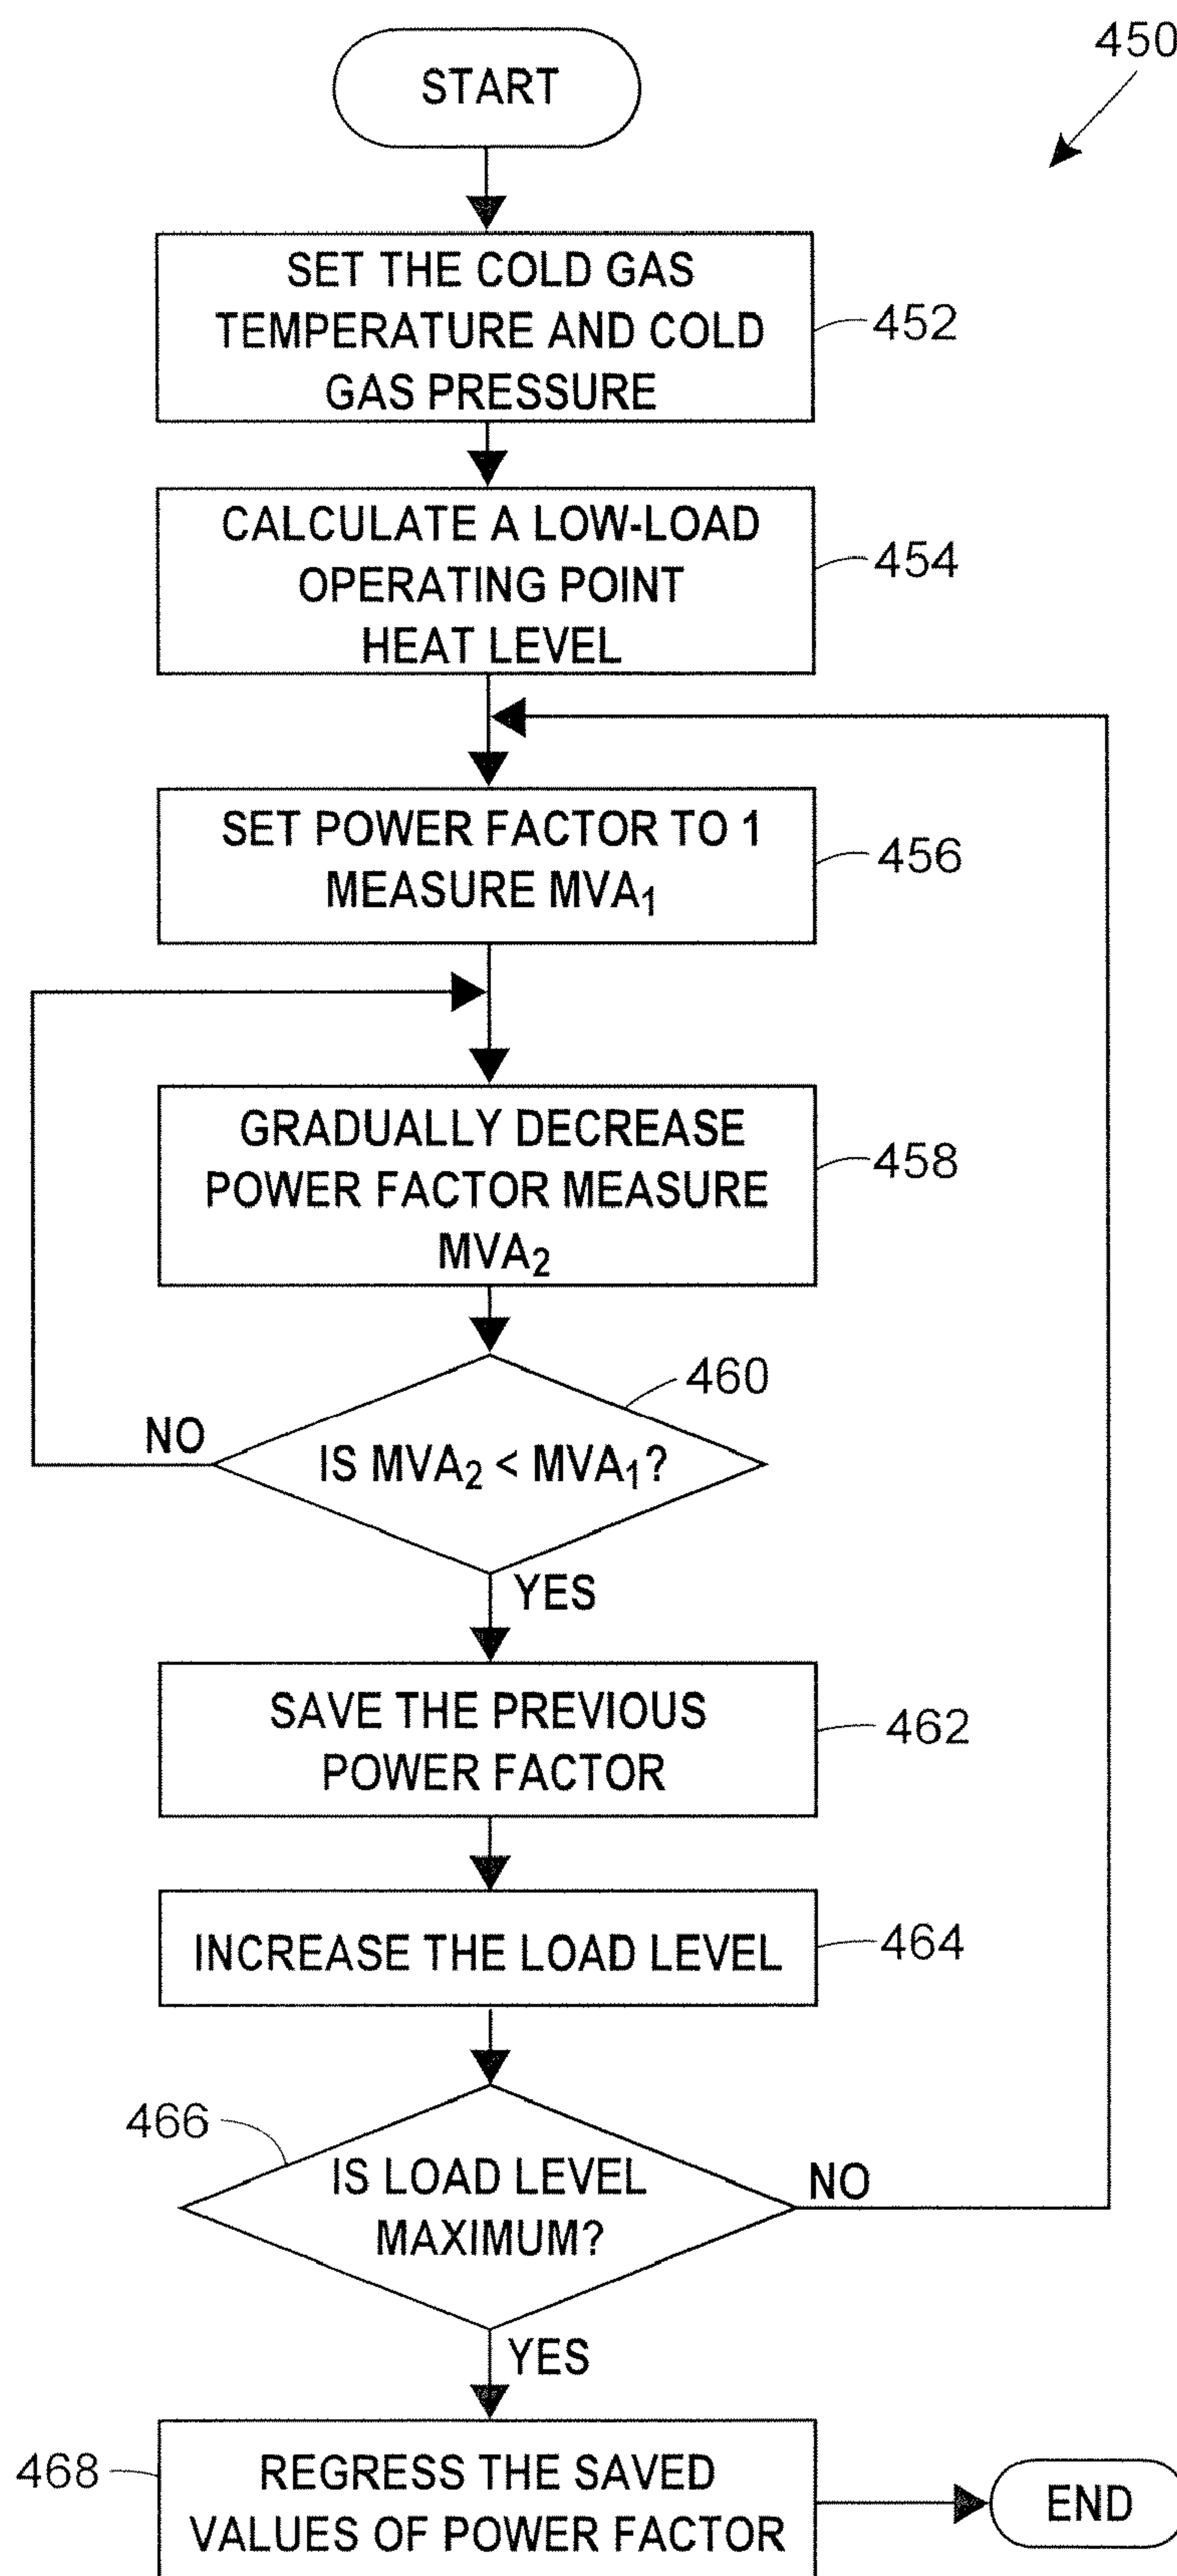 450
START
SET THE COLD GAS
TEMPERATURE AND COLD
GAS PRESSURE
452
CALCULATE A LOW-LOAD
OPERATING POINT
HEAT LEVEL
454
SET POWER FACTOR TO 1
MEASURE MVA₁
456
GRADUALLY DECREASE
POWER FACTOR MEASURE
MVA₂
458
460
NO
IS MVA₂ < MVA₁?
YES
SAVE THE PREVIOUS
POWER FACTOR
462
INCREASE THE LOAD LEVEL
464
466
IS LOAD LEVEL
MAXIMUM?
NO
YES
468
REGRESS THE SAVED
VALUES OF POWER FACTOR
END